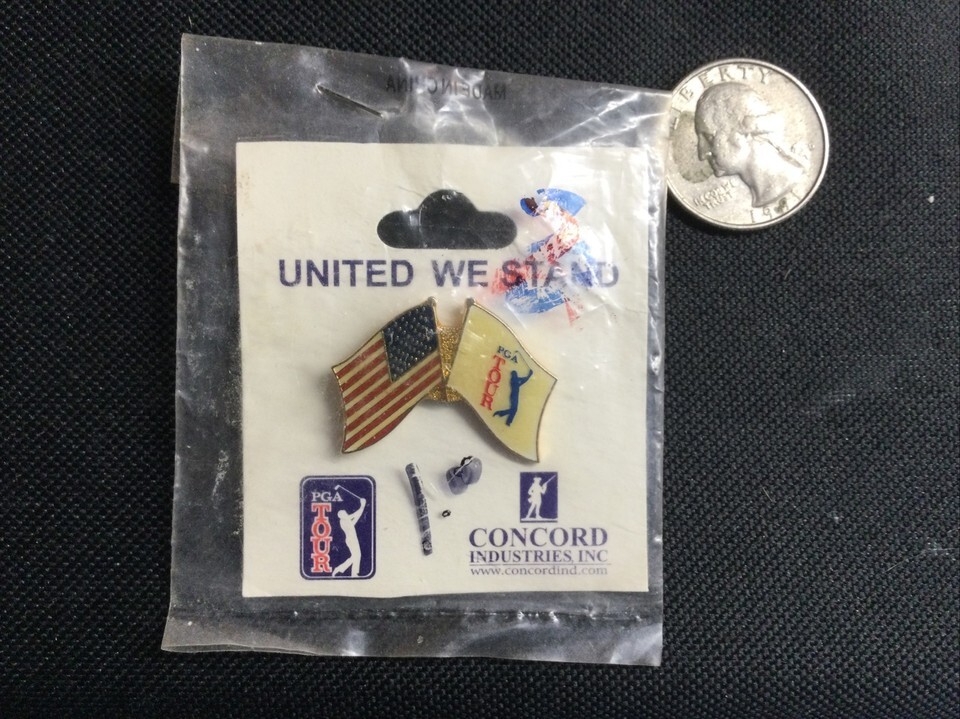 MADE IN CHINA
LIBERTY
UNITED WE STAND
PGA
TOUR
PGA
TOUR
CONCORD
INDUSTRIES, INC
www.concordind.com